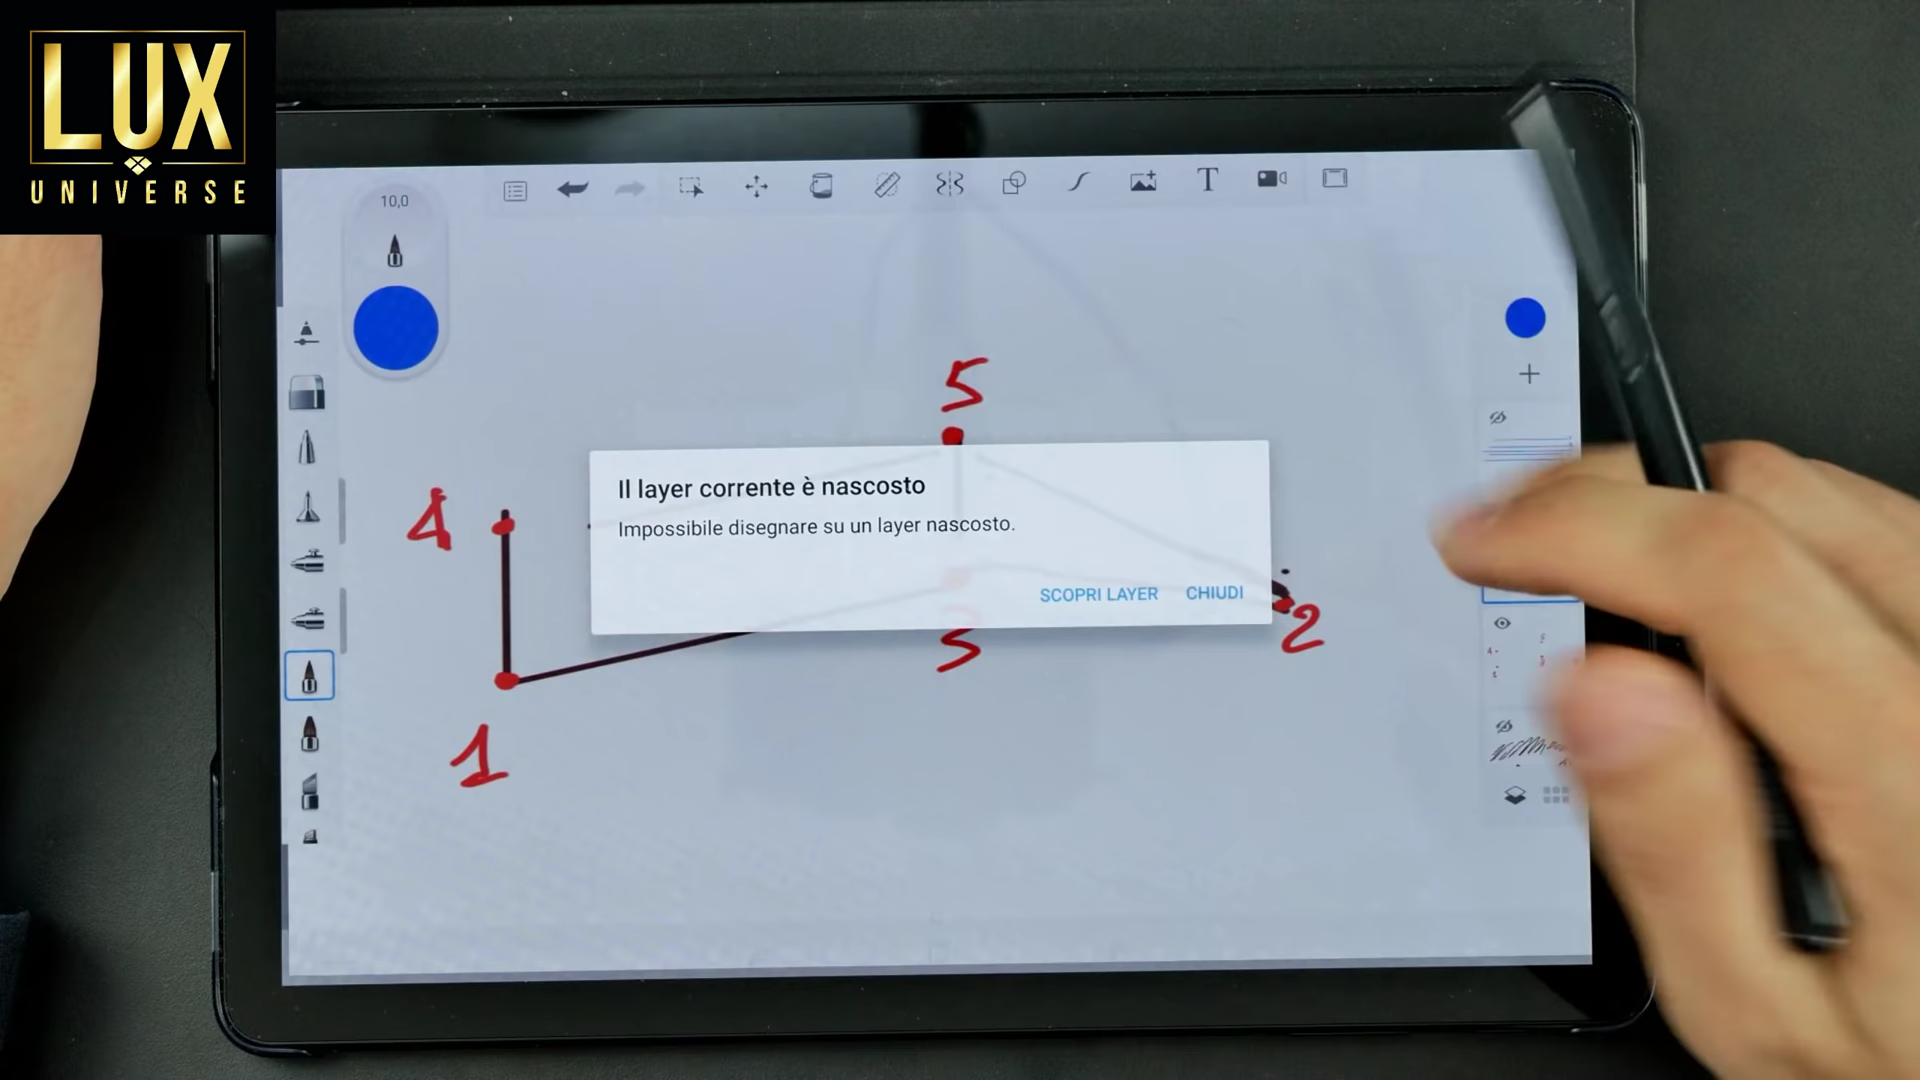 LUX
UNIVERSE
10,0
T
5
Il layer corrente è nascosto
Impossibile disegnare su un layer nascosto.
4
SCOPRI LAYER CHIUDI
2
3
1